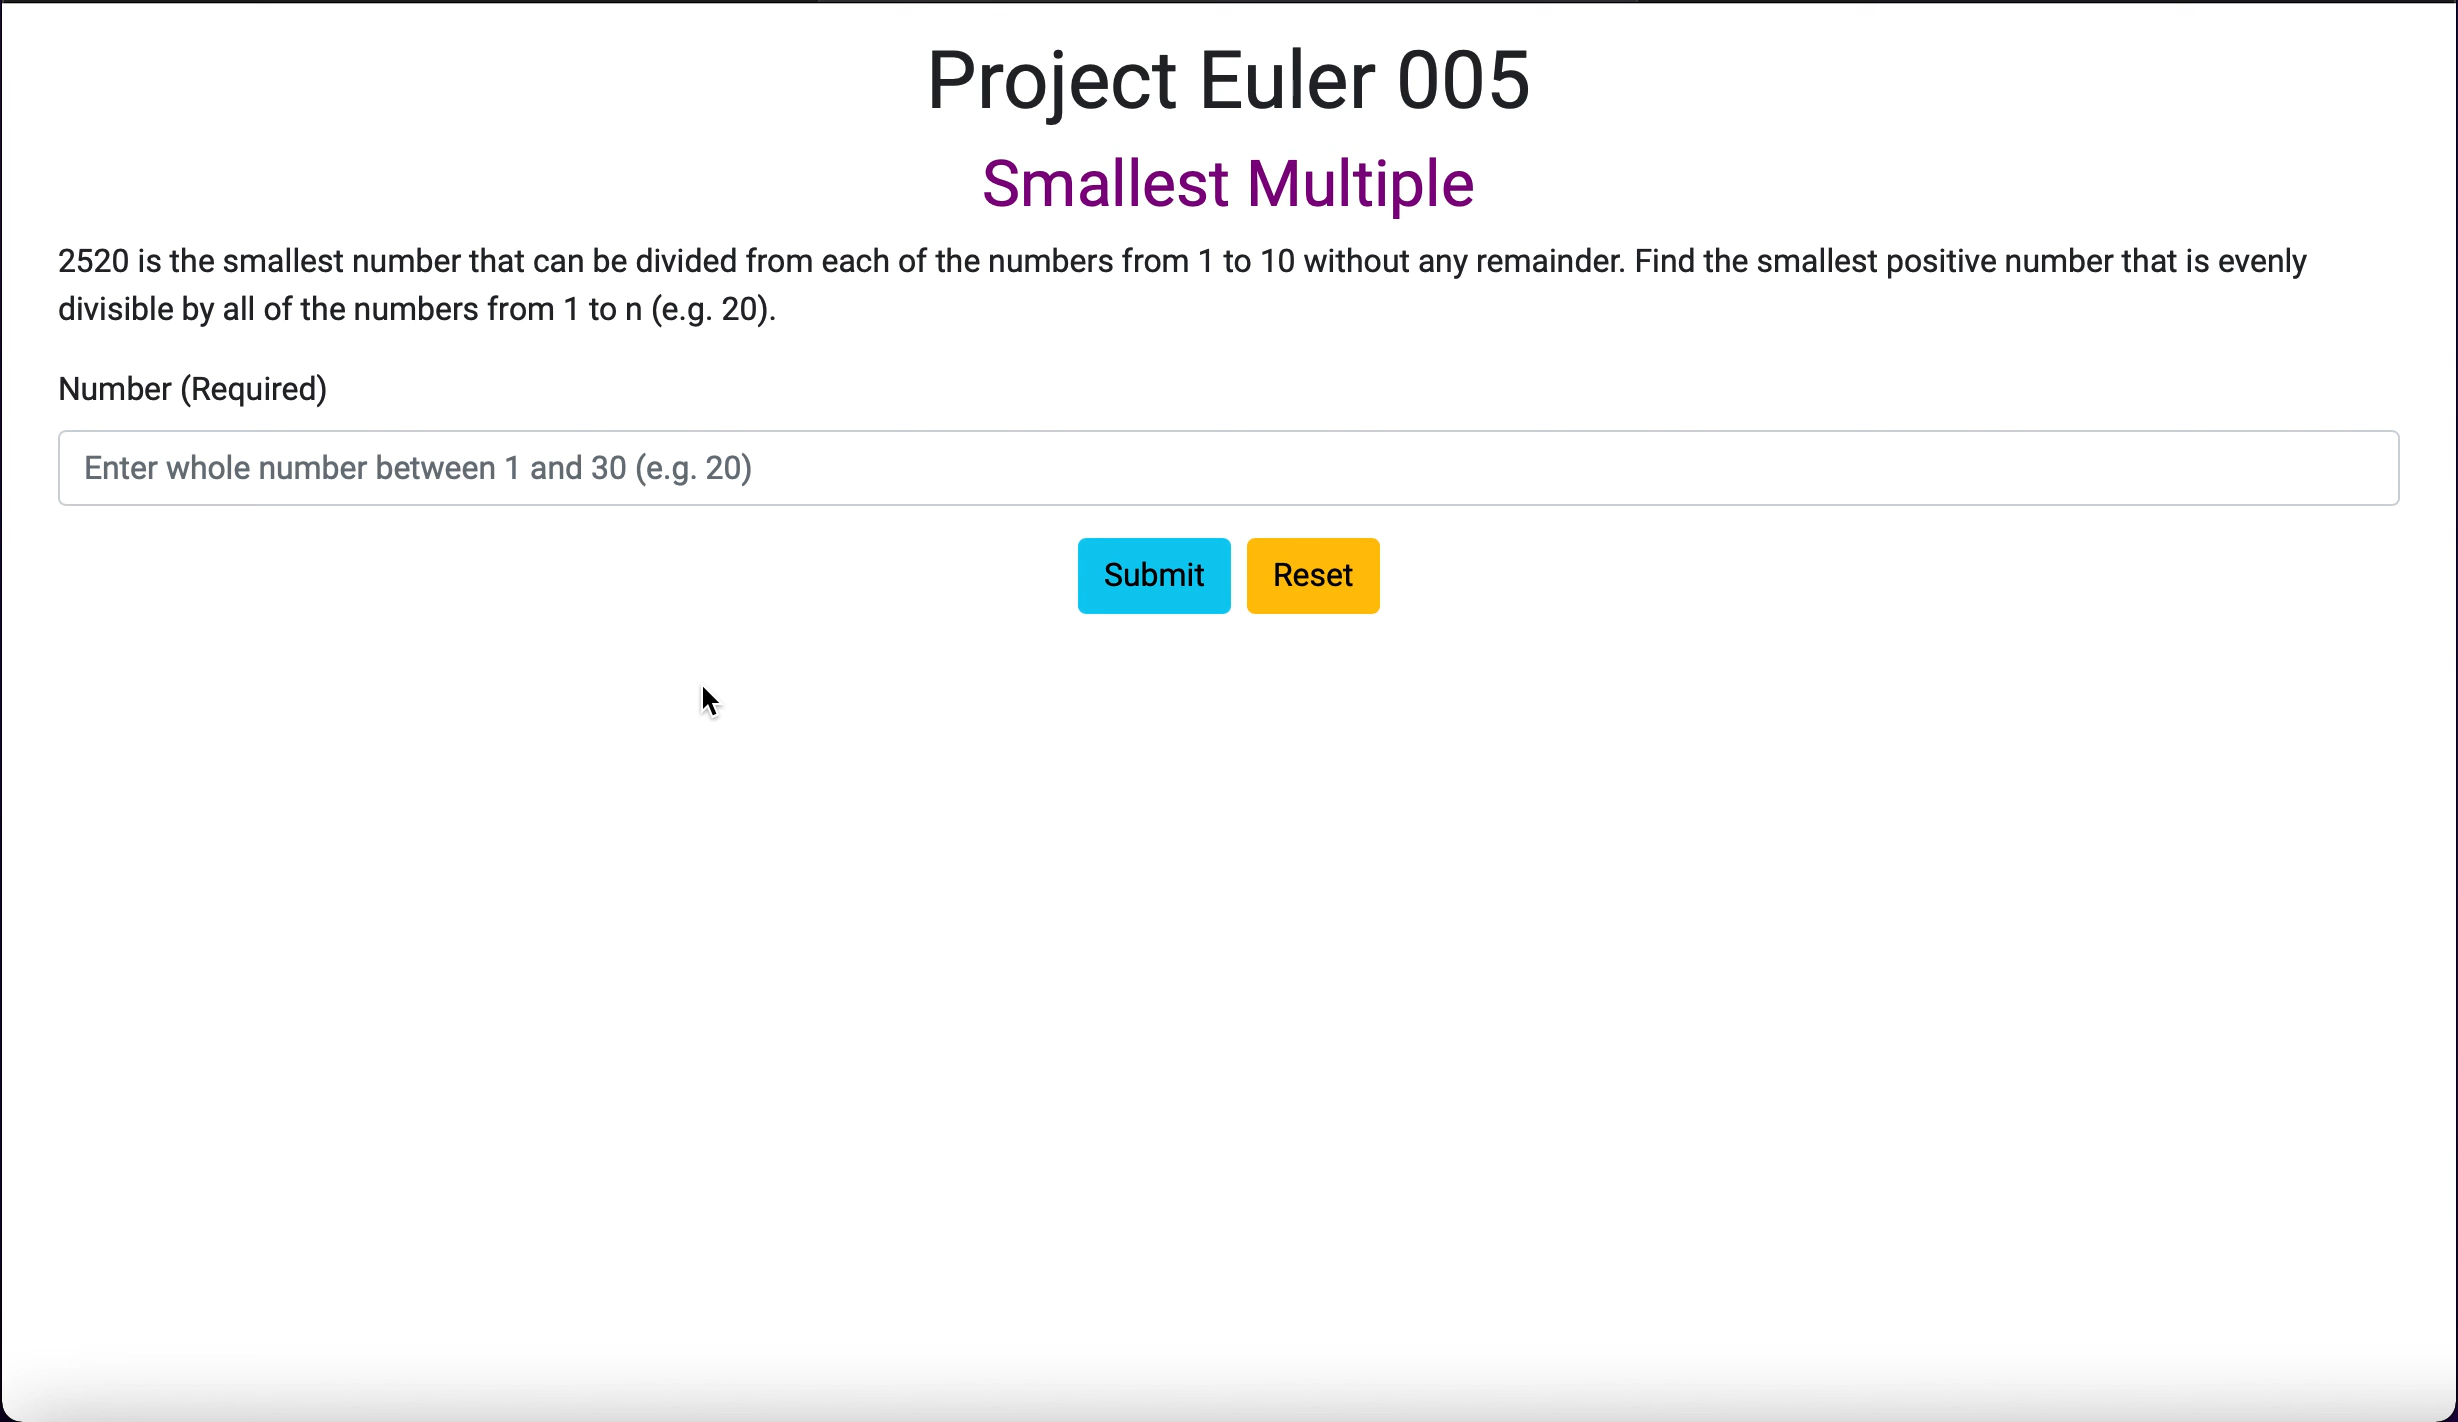 Project Euler 005
Smallest Multiple
2520 is the smallest number that can be divided from each of the numbers from 1 to 10 without any remainder. Find the smallest positive number that is evenly
divisible by all of the numbers from 1 to n (e.g. 20).
Number (Required)
Enter whole number between 1 and 30 (e.g. 20)
Submit Reset